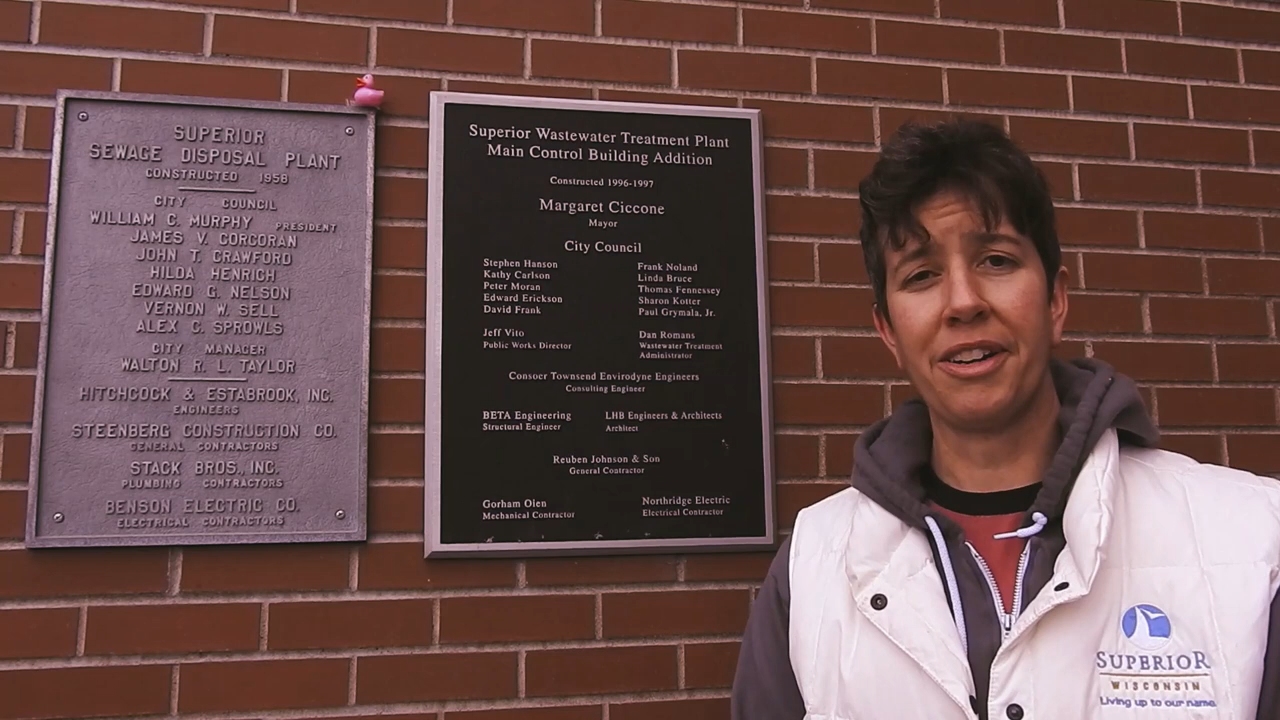 SUPERIOR
SEWAGE DISPOSAL PLANT
CONSTRUCTED 1958
CITY COUNCIL
WILLIAM C. MURPHY PRESIDENT
JAMES V. CORCORAN
JOHN T. CRAWFORD
HILDA HENRICH
EDWARD G. NELSON
VERNON W. SELL
ALEX C. SPROWLS
CITY MANAGER
WALTON R. L. TAYLOR
HITCHCOCK & ESTABROOK, INC.
ENGINEERS
STEENBERG CONSTRUCTION CO.
GENERAL CONTRACTORS
STACK BROS., INC.
PLUMBING CONTRACTORS
BENSON ELECTRIC CO.
ELECTRICAL CONTRACTORS
Superior Wastewater Treatment Plant
Main Control Building Addition
Constructed 1996-1997
Margaret Ciccone
Mayor
City Council
Stephen Hanson
Kathy Carlson
Peter Moran
Edward Erickson
David Frank
Frank Noland
Linda Bruce
Thomas Fennessey
Sharon Kotter
Paul Grymala, Jr.
Jeff Vito
Public Works Director
Dan Romans
Wastewater Treatment
Administrator
Consoer Townsend Envirodyne Engineers
Consulting Engineer
BETA Engineering
Structural Engineer
LHB Engineers & Architects
Architect
Reuben Johnson & Son
General Contractor
Gorham Olen
Mechanical Contractor
Northridge Electric
Electrical Contractor
SUPERIOR
WISCONSIN
Living up to our name.